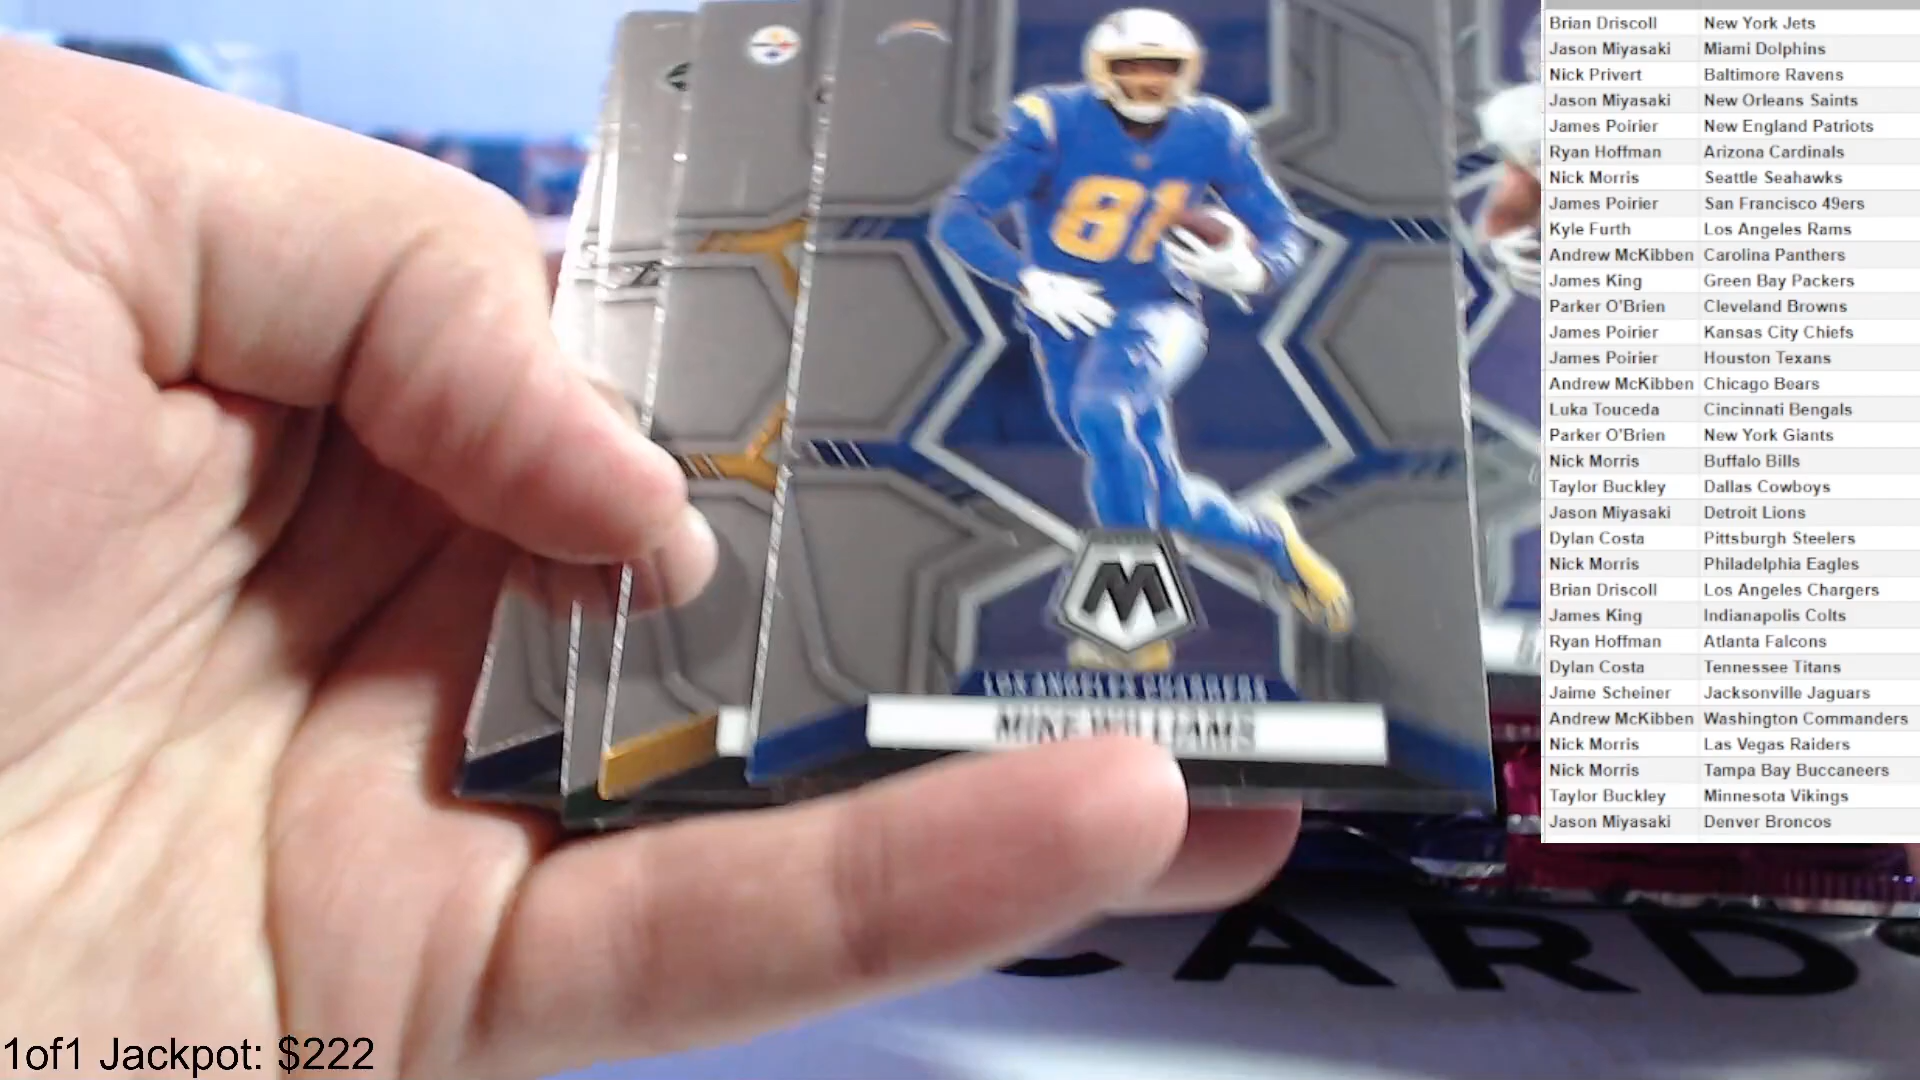 81
M
LOS ANGELES CHARGERS
MIKE WILLIAMS
CARD
1of1 Jackpot: $222
Brian Driscoll New York Jets
Jason Miyasaki Miami Dolphins
Nick Privert Baltimore Ravens
Jason Miyasaki New Orleans Saints
James Poirier New England Patriots
Ryan Hoffman Arizona Cardinals
Nick Morris Seattle Seahawks
James Poirier San Francisco 49ers
Kyle Furth Los Angeles Rams
Andrew McKibben Carolina Panthers
James King Green Bay Packers
Parker O'Brien Cleveland Browns
James Poirier Kansas City Chiefs
James Poirier Houston Texans
Andrew McKibben Chicago Bears
Luka Touceda Cincinnati Bengals
Parker O'Brien New York Giants
Nick Morris Buffalo Bills
Taylor Buckley Dallas Cowboys
Jason Miyasaki Detroit Lions
Dylan Costa Pittsburgh Steelers
Nick Morris Philadelphia Eagles
Brian Driscoll Los Angeles Chargers
James King Indianapolis Colts
Ryan Hoffman Atlanta Falcons
Dylan Costa Tennessee Titans
Jaime Scheiner Jacksonville Jaguars
Andrew McKibben Washington Commanders
Nick Morris Las Vegas Raiders
Nick Morris Tampa Bay Buccaneers
Taylor Buckley Minnesota Vikings
Jason Miyasaki Denver Broncos